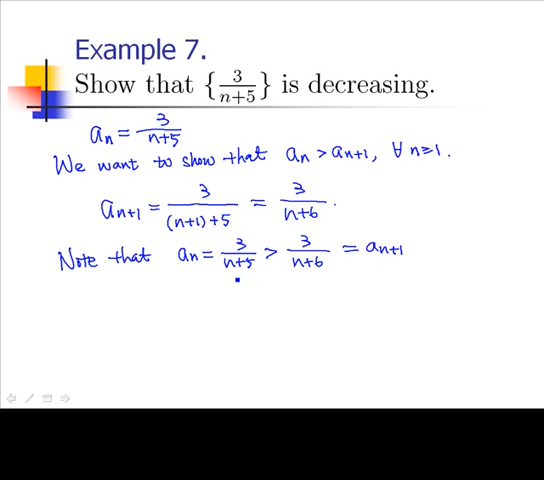 Example 7.
Show that {3/(n+5)} is decreasing.
aₙ = 3/(n+5)
We want to show that aₙ > aₙ₊₁, ∀ n≥1.
aₙ₊₁ = 3/((n+1)+5) = 3/(n+6).
Note that aₙ = 3/(n+5) > 3/(n+6) = aₙ₊₁